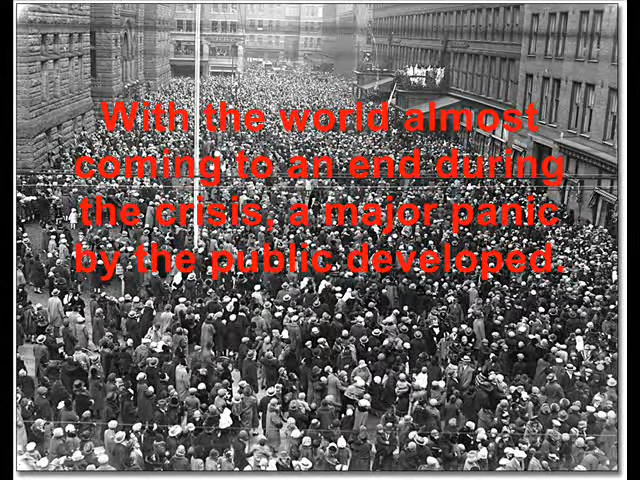 With the world almost
coming to an end during
the crisis, a major panic
by the public developed.